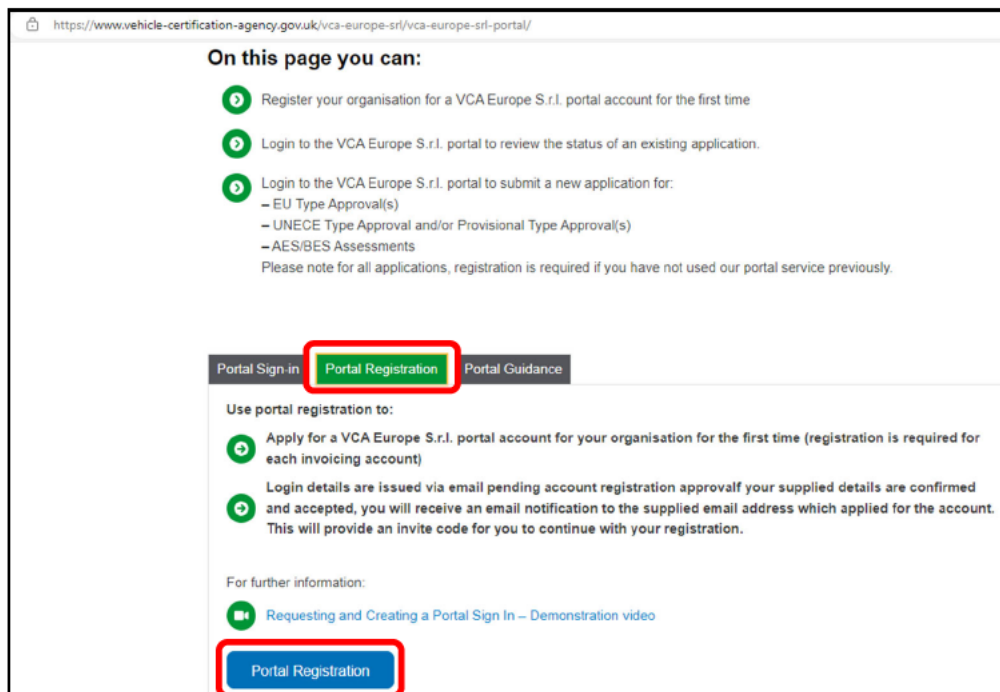 https://www.vehicle-certification-agency.gov.uk/vca-europe-srl/vca-europe-srl-portal/
On this page you can:
Register your organisation for a VCA Europe S.r.l. portal account for the first time
Login to the VCA Europe S.r.l. portal to review the status of an existing application.
Login to the VCA Europe S.r.l. portal to submit a new application for:
– EU Type Approval(s)
– UNECE Type Approval and/or Provisional Type Approval(s)
– AES/BES Assessments
Please note for all applications, registration is required if you have not used our portal service previously.
Portal Sign-in Portal Registration Portal Guidance
Use portal registration to:
Apply for a VCA Europe S.r.l. portal account for your organisation for the first time (registration is required for
each invoicing account)
Login details are issued via email pending account registration approvalf your supplied details are confirmed
and accepted, you will receive an email notification to the supplied email address which applied for the account.
This will provide an invite code for you to continue with your registration.
For further information:
Requesting and Creating a Portal Sign In – Demonstration video
Portal Registration